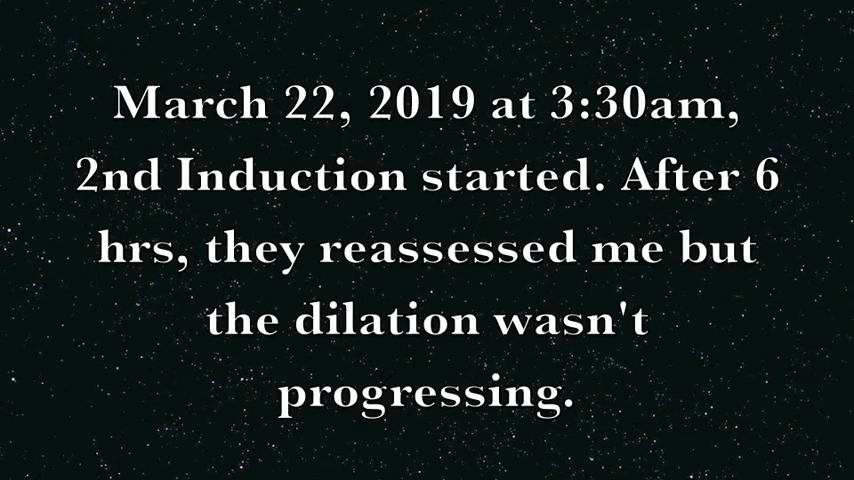 March 22, 2019 at 3:30am,
2nd Induction started. After 6
hrs, they reassessed me but
the dilation wasn't
progressing.